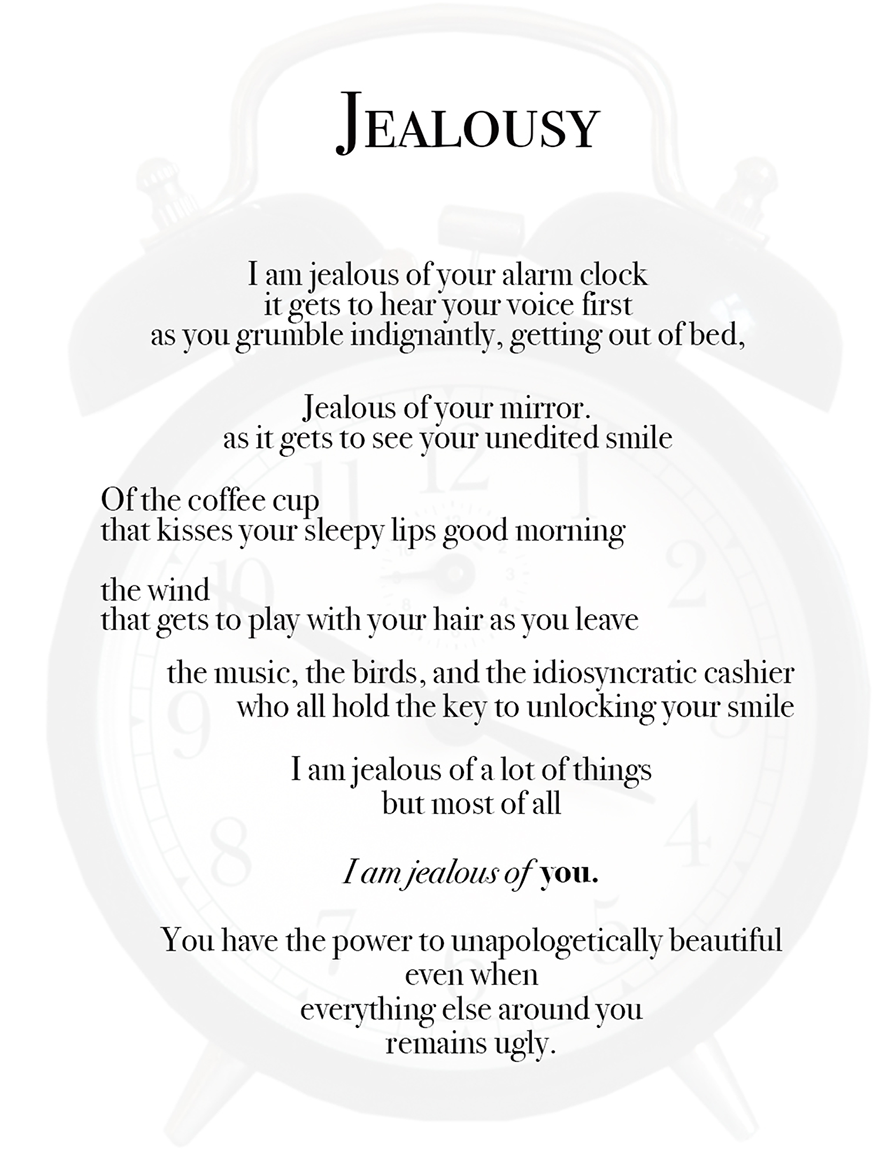 JEALOUSY
I am jealous of your alarm clock
it gets to hear your voice first
as you grumble indignantly, getting out of bed,
Jealous of your mirror.
as it gets to see your unedited smile
Of the coffee cup
that kisses your sleepy lips good morning
the wind
that gets to play with your hair as you leave
the music, the birds, and the idiosyncratic cashier
who all hold the key to unlocking your smile
I am jealous of a lot of things
but most of all
I am jealous of you.
You have the power to unapologetically beautiful
even when
everything else around you
remains ugly.